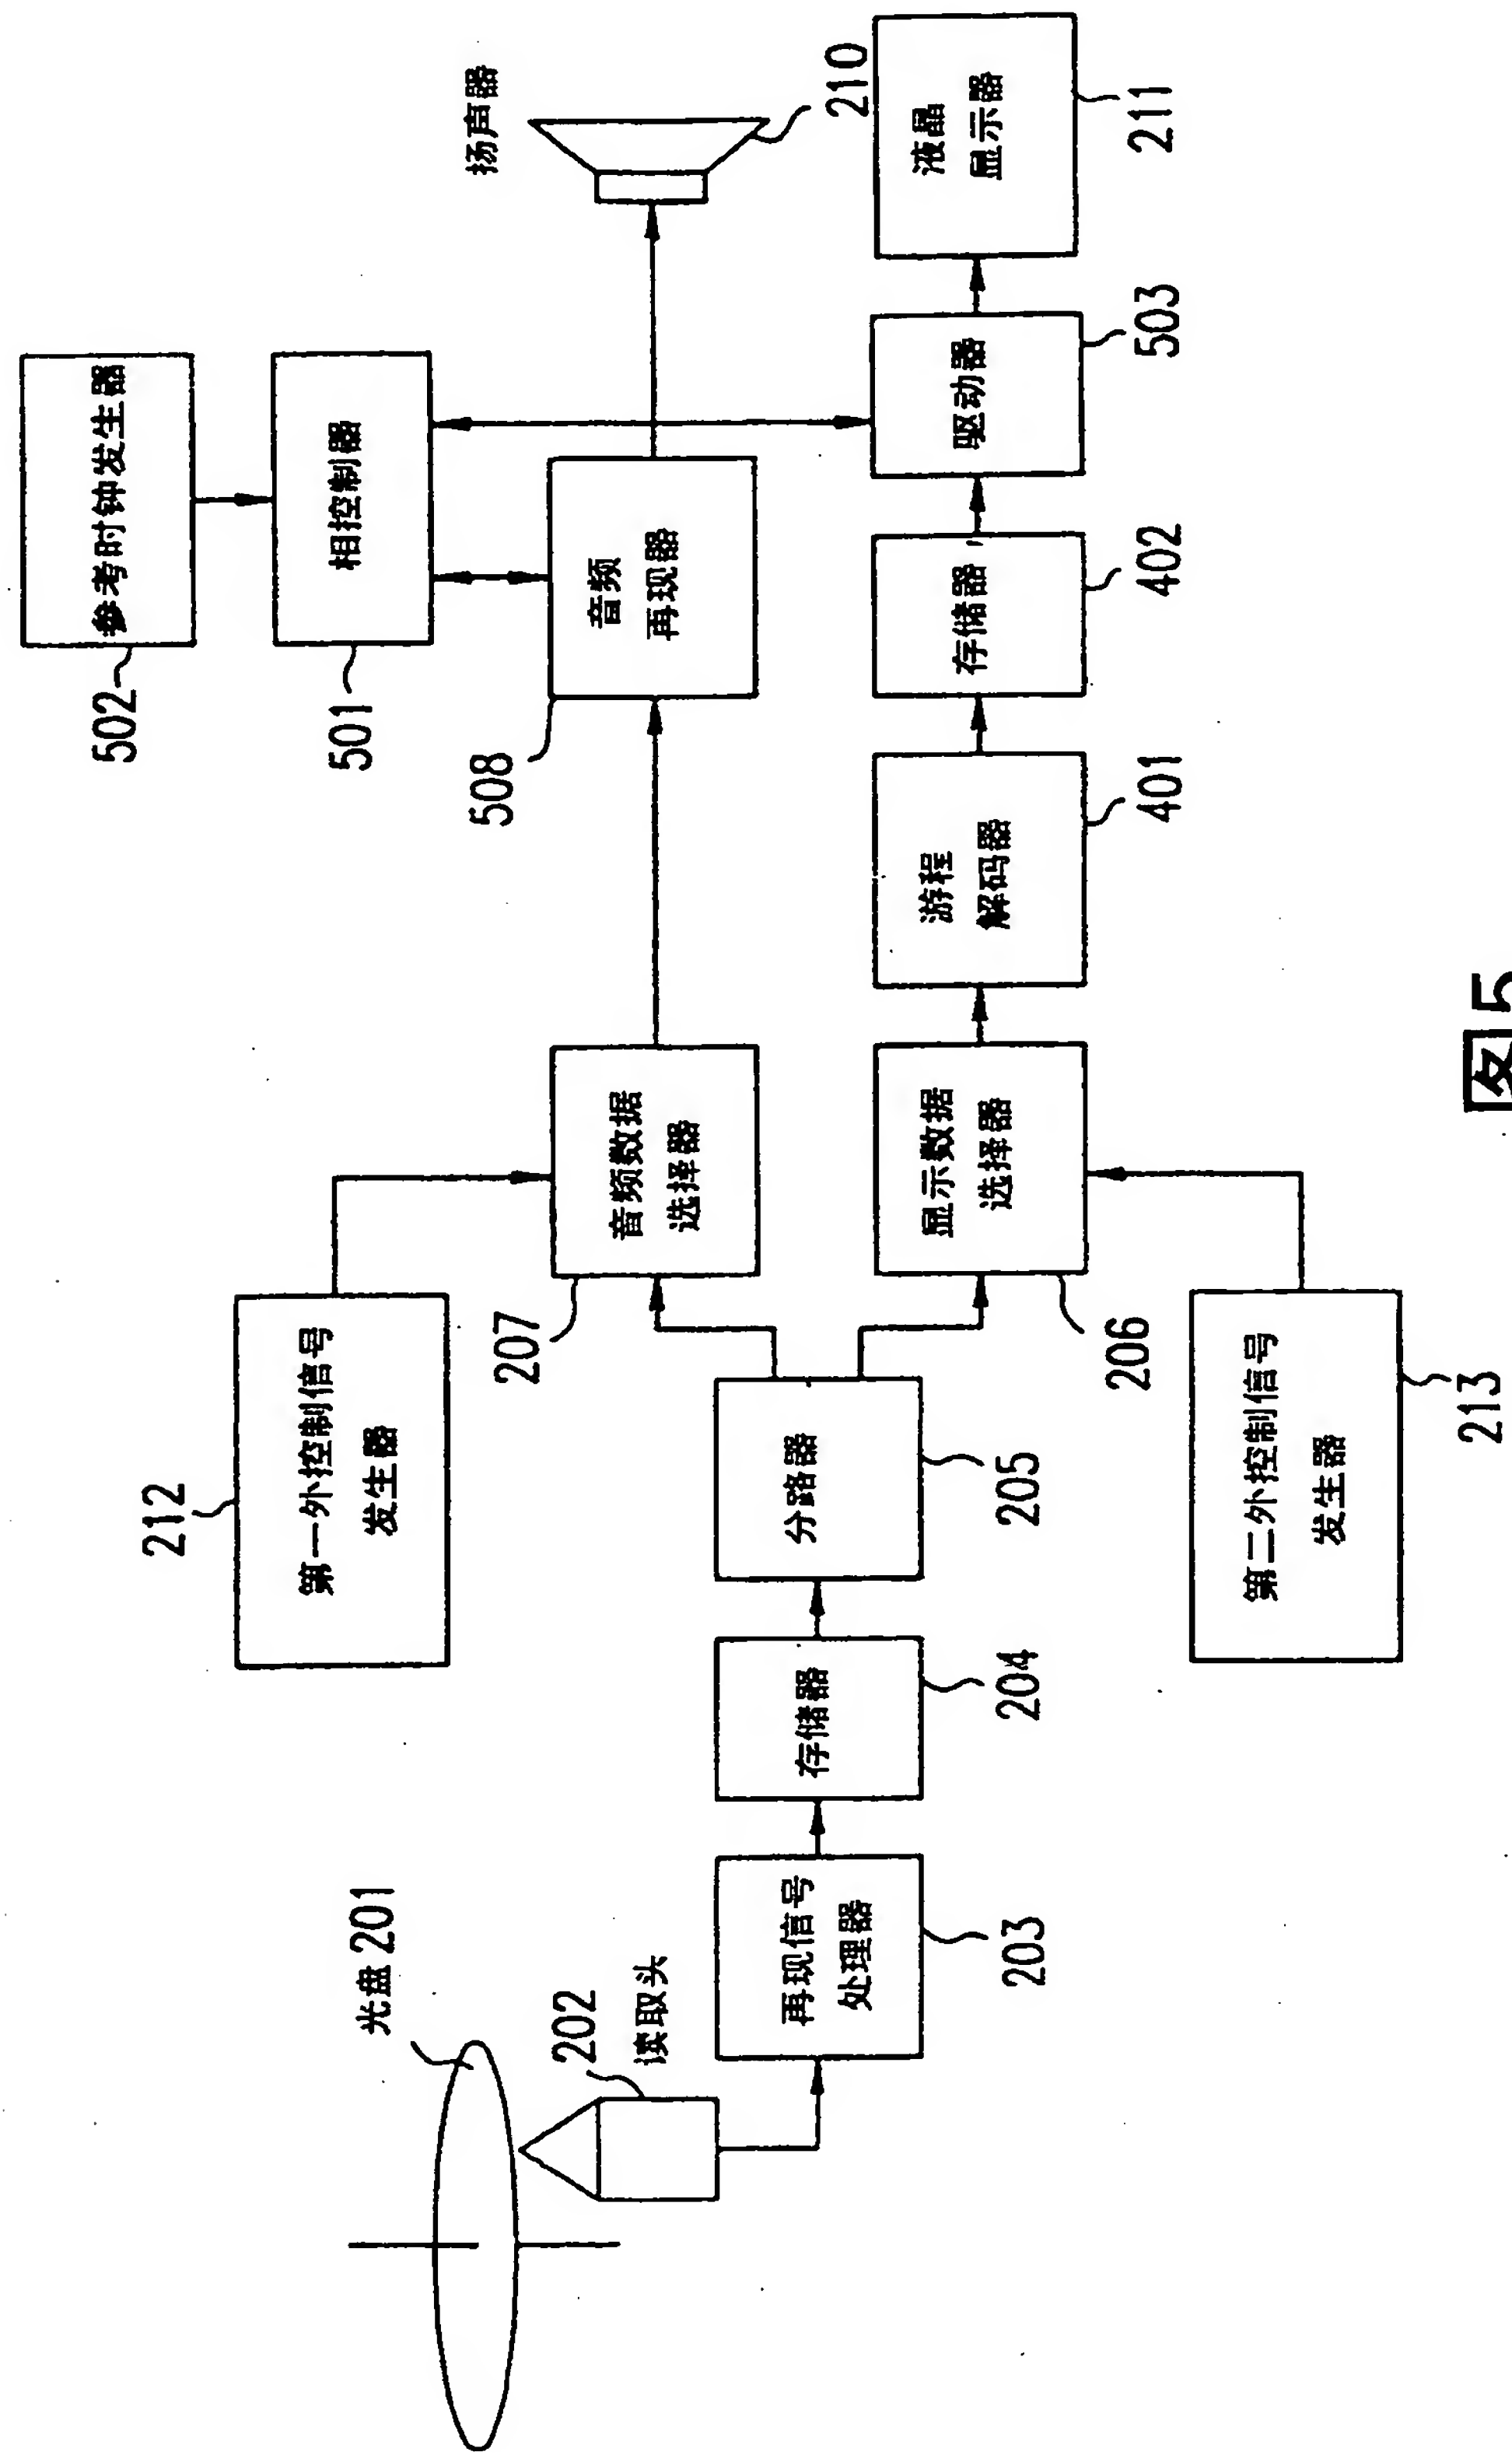 光盘 201
202
读取头
再现信号
处理器
203
存储器
204
分路器
205
212
第一外控制信号
发生器
207
音频数据
选择器
显示数据
选择器
206
第二外控制信号
发生器
213
502
参考时钟发生器
501
相控制器
508
音频
再现器
扬声器
210
游程
解码器
401
存储器
402
驱动器
503
液晶
显示器
211
图5